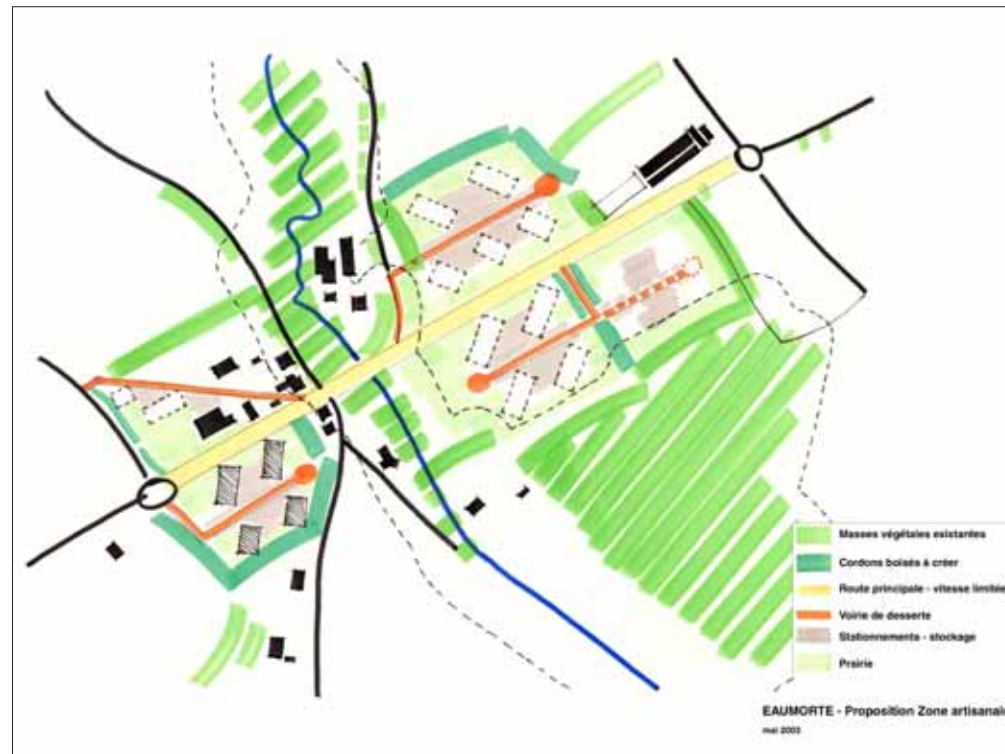 Masses végétales existantes
Cordons boisés à créer
Route principale - vitesse limitée
Voirie de desserte
Stationnements - stockage
Prairie
EAUMORTE - Proposition Zone artisanale
mai 2003